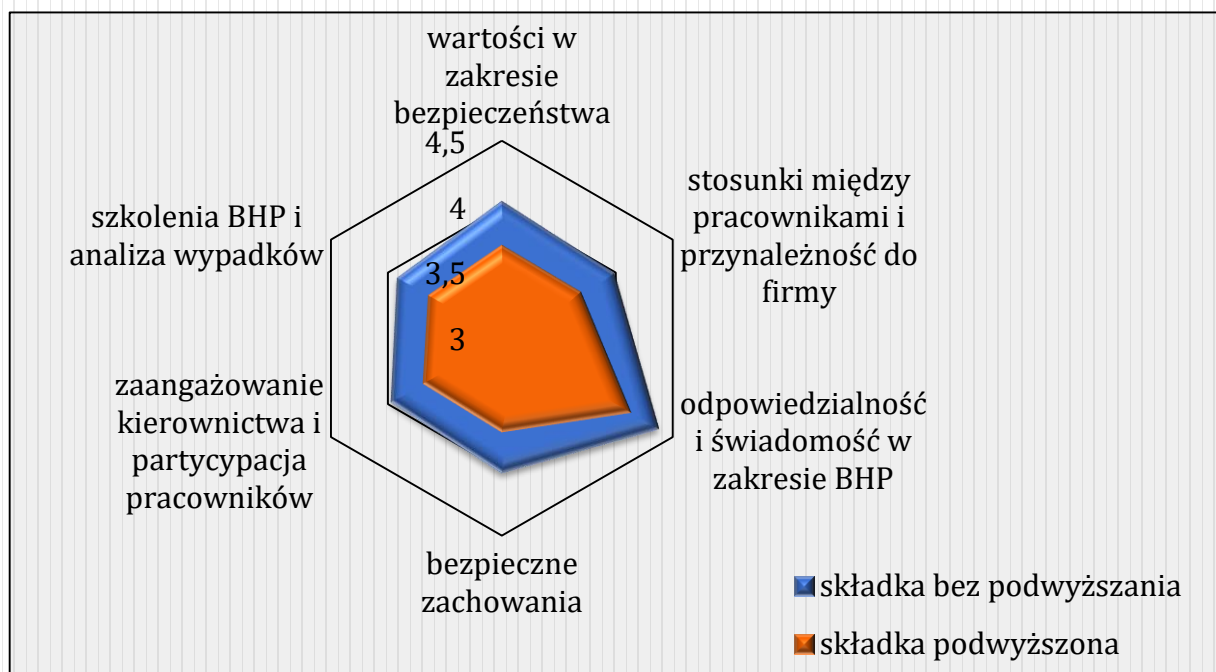 wartości w
zakresie
bezpieczeństwa
4,5
4
3,5
3
stosunki między
pracownikami i
przynależność do
firmy
odpowiedzialność
i świadomość w
zakresie BHP
bezpieczne
zachowania
zaangażowanie
kierownictwa i
partycypacja
pracowników
szkolenia BHP i
analiza wypadków
składka bez podwyższania
składka podwyższona